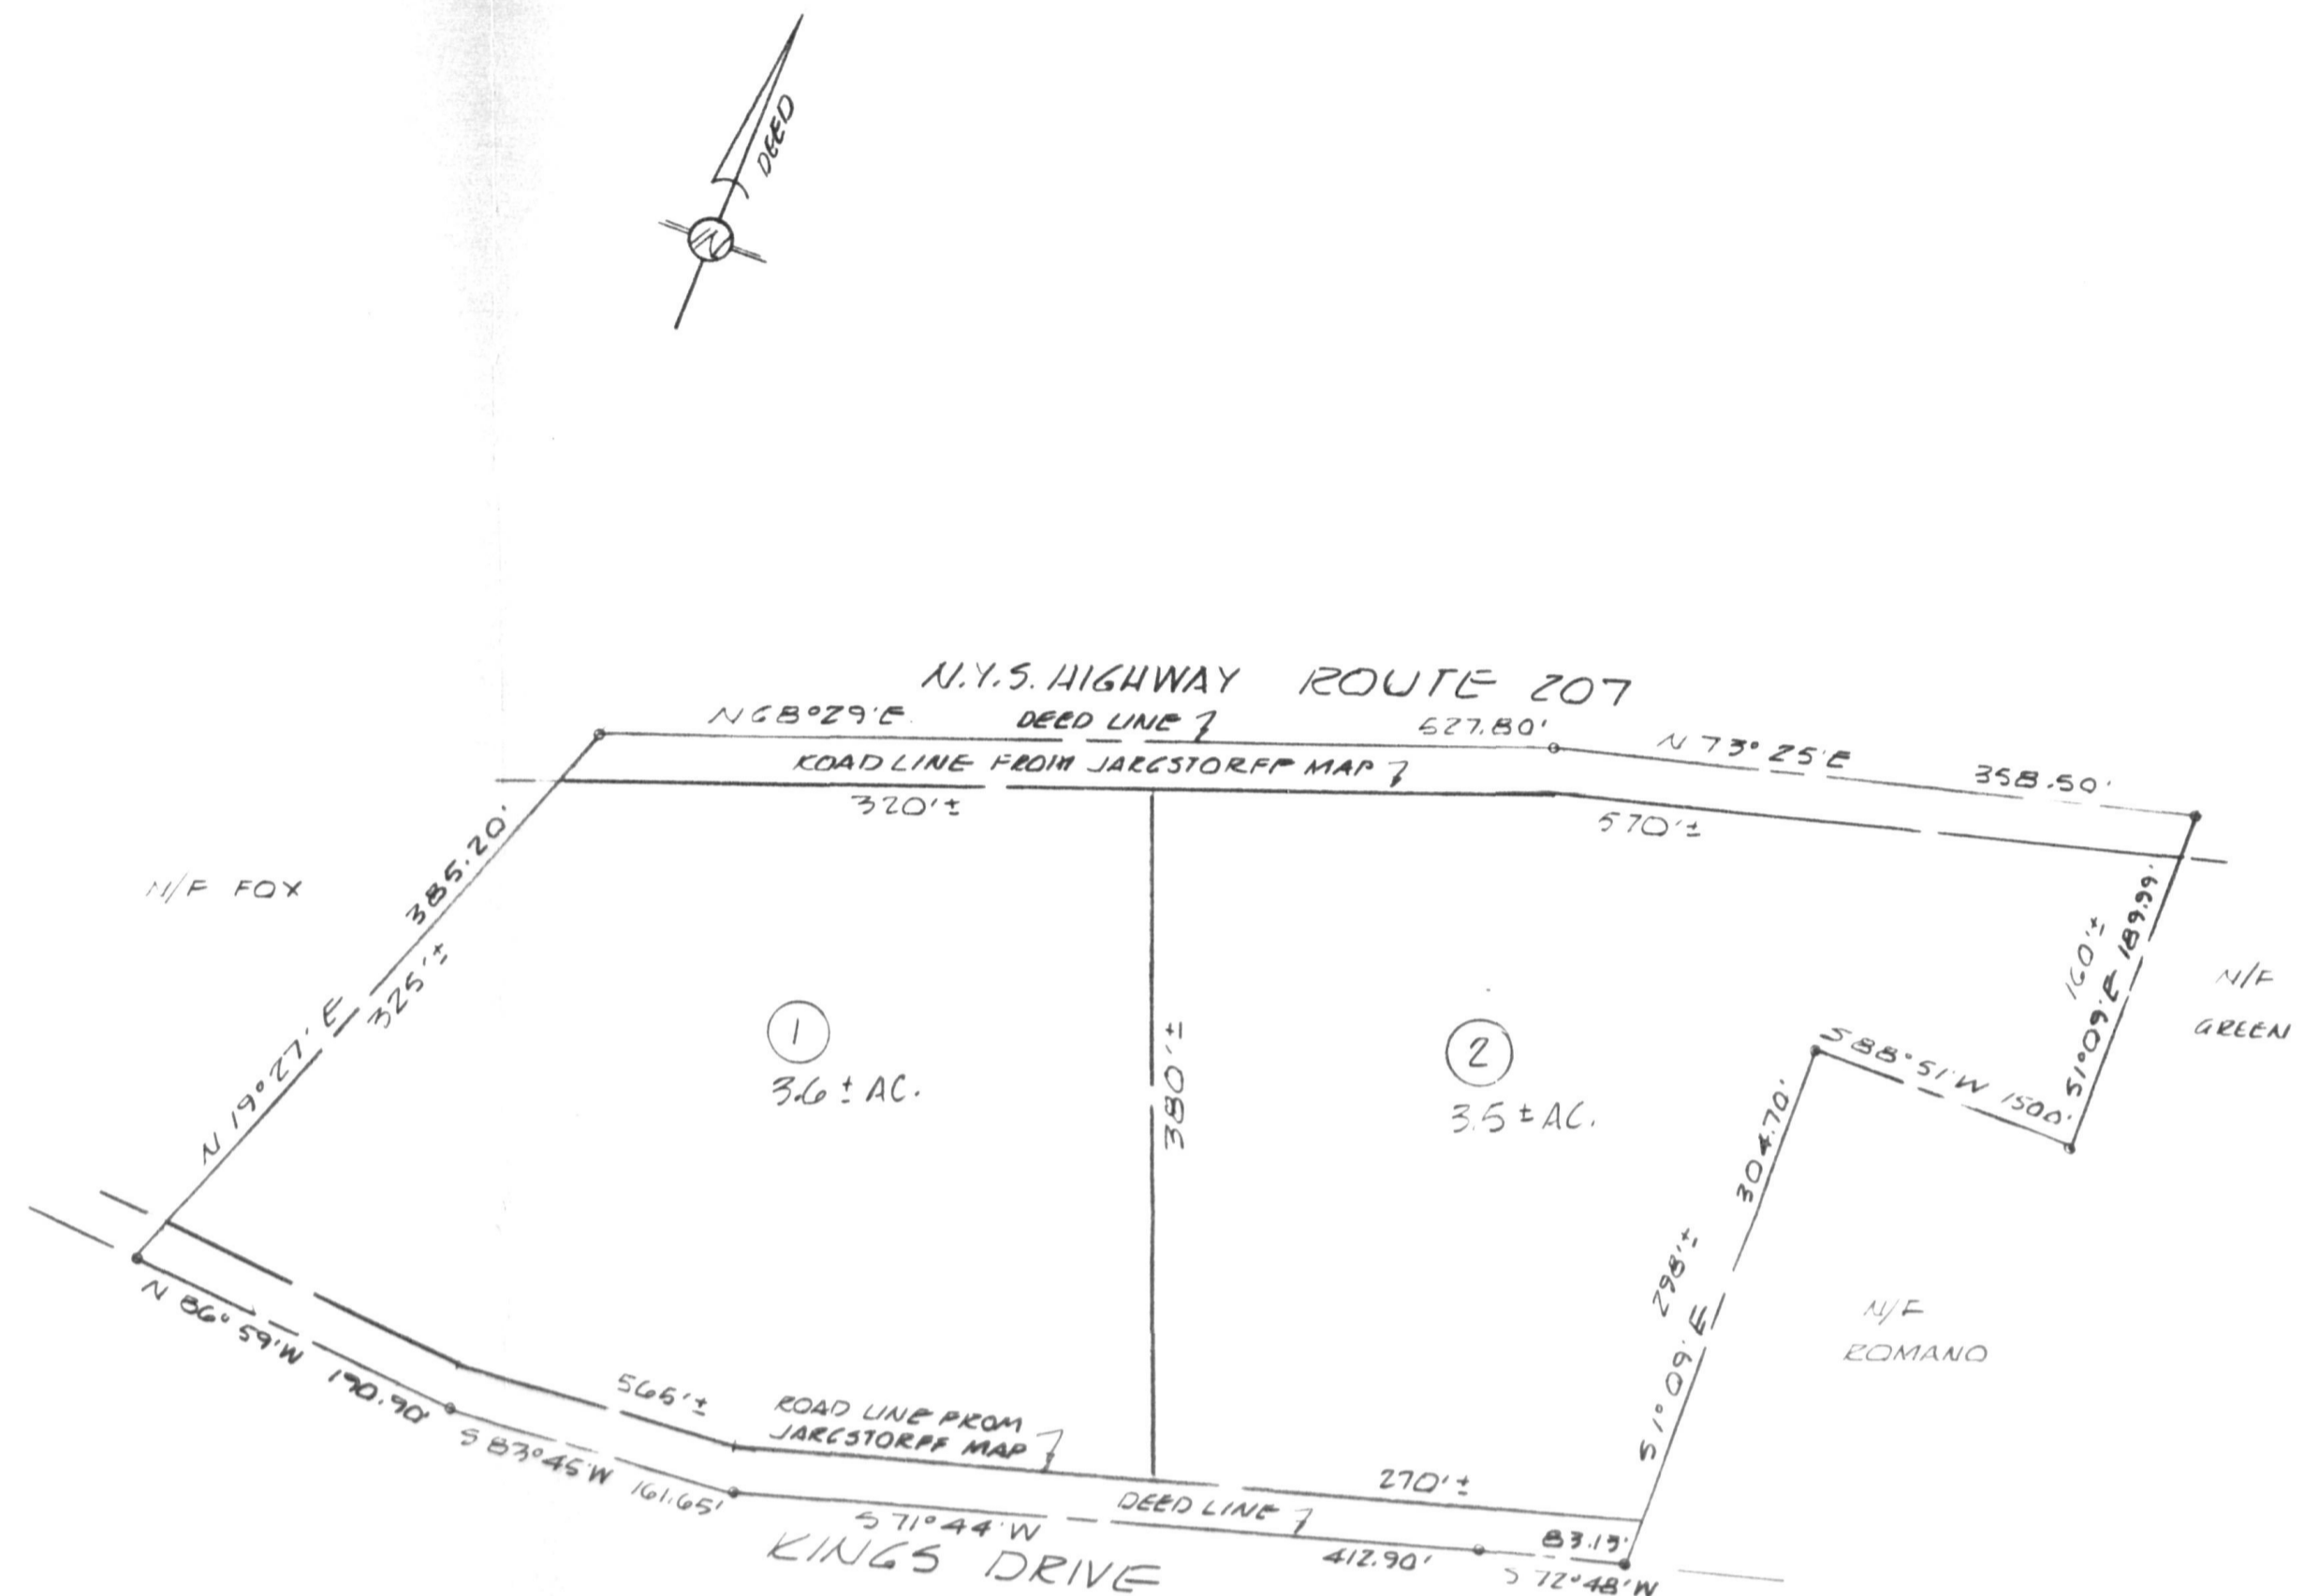 DEED
N
N.Y.S. HIGHWAY ROUTE 207
N68°29'E
DEED LINE
527.80'
N 73° 25'E
358.50'
ROAD LINE FROM JARGSTORFF MAP
320'±
570'±
N/F FOX
385.20'
325'±
N 19°27' E
1
3.6 ± AC.
380'±
2
3.5 ± AC.
160'±
S1°09'E 189.99'
N/F
GREEN
S 88° 51'W 150.0'
304.70'
298'±
S1°09'E
N/F
ROMANO
N 86° 59'W 190.90'
565'±
ROAD LINE FROM
JARGSTORFF MAP
S 83°45'W 161.65'
270'±
DEED LINE
S 71°44'W
412.90'
83.13'
S 72°48'W
KINGS DRIVE